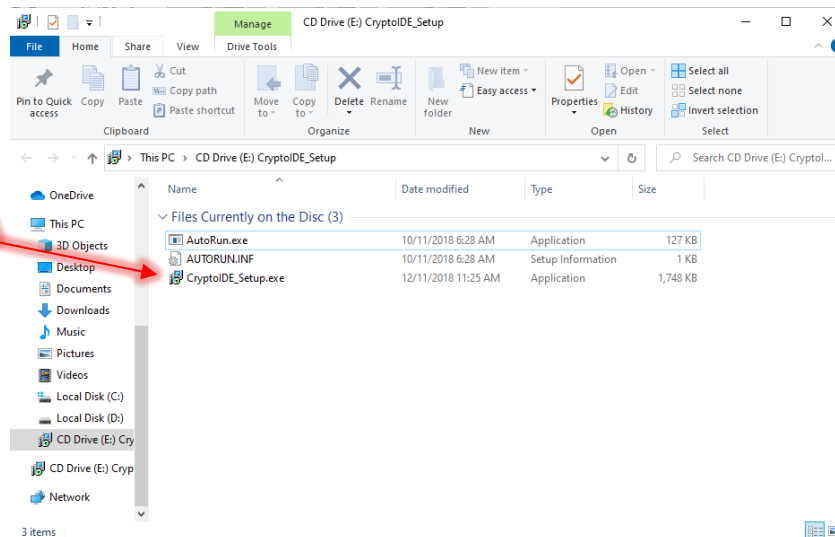 Manage CD Drive (E:) CryptoIDE_Setup
File Home Share View Drive Tools
Pin to Quick access
Copy
Paste
Cut
Copy path
Paste shortcut
Clipboard
Move to
Copy to
Delete
Rename
Organize
New folder
New item
Easy access
New
Properties
Open
Edit
History
Open
Select all
Select none
Invert selection
Select
This PC > CD Drive (E:) CryptoIDE_Setup
Search CD Drive (E:) Cryptol...
Name Date modified Type Size
Files Currently on the Disc (3)
AutoRun.exe 10/11/2018 6:28 AM Application 127 KB
AUTORUN.INF 10/11/2018 6:28 AM Setup Information 1 KB
CryptoIDE_Setup.exe 12/11/2018 11:25 AM Application 1,748 KB
OneDrive
This PC
3D Objects
Desktop
Documents
Downloads
Music
Pictures
Videos
Local Disk (C:)
Local Disk (D:)
CD Drive (E:) Cry
CD Drive (E:) Cryp
Network
3 items